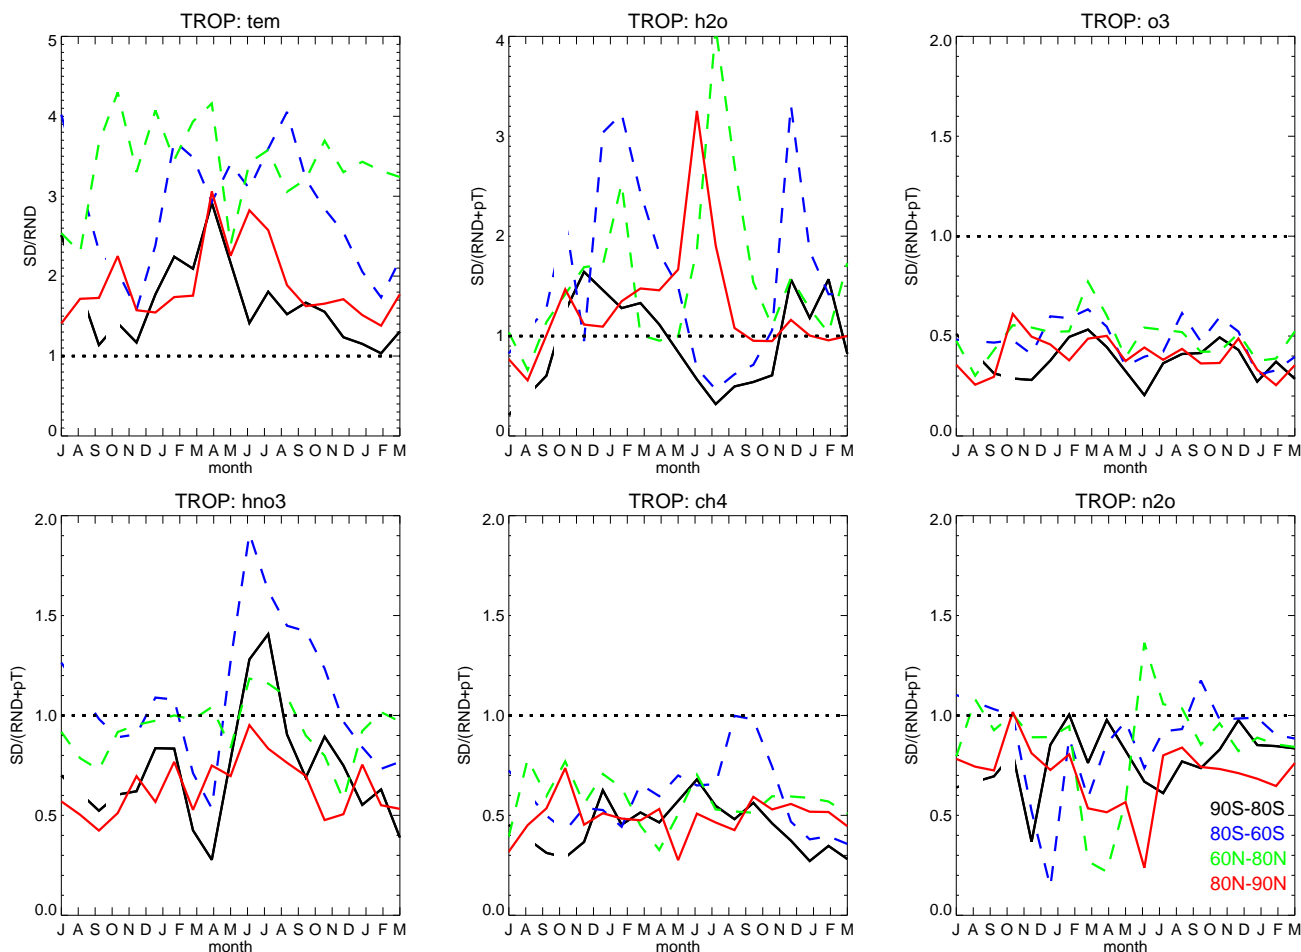 TROP: tem
5
4
3
2
1
0
SD/RND
J A S O N D J F M A M J J A S O N D J F M
month
TROP: h2o
4
3
2
1
0
SD/(RND+pT)
J A S O N D J F M A M J J A S O N D J F M
month
TROP: o3
2.0
1.5
1.0
0.5
0.0
SD/(RND+pT)
J A S O N D J F M A M J J A S O N D J F M
month
TROP: hno3
2.0
1.5
1.0
0.5
0.0
SD/(RND+pT)
J A S O N D J F M A M J J A S O N D J F M
month
TROP: ch4
2.0
1.5
1.0
0.5
0.0
SD/(RND+pT)
J A S O N D J F M A M J J A S O N D J F M
month
TROP: n2o
2.0
1.5
1.0
0.5
0.0
SD/(RND+pT)
90S-80S
80S-60S
60N-80N
80N-90N
J A S O N D J F M A M J J A S O N D J F M
month